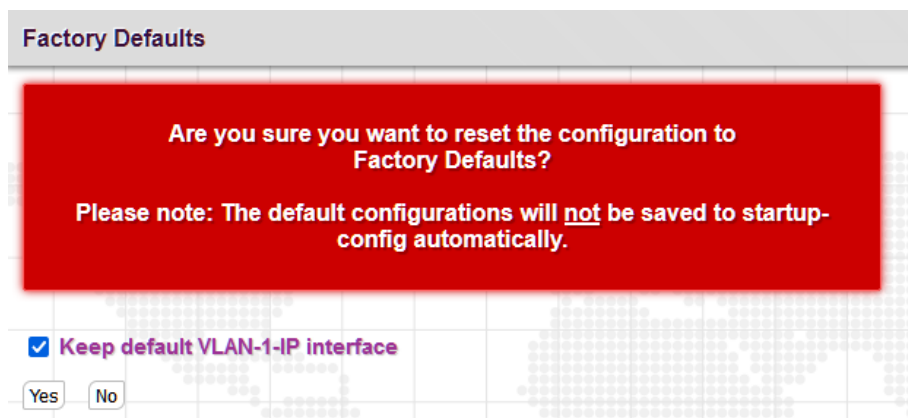 Factory Defaults
Are you sure you want to reset the configuration to
Factory Defaults?
Please note: The default configurations will not be saved to startup-
config automatically.
Keep default VLAN-1-IP interface
Yes No